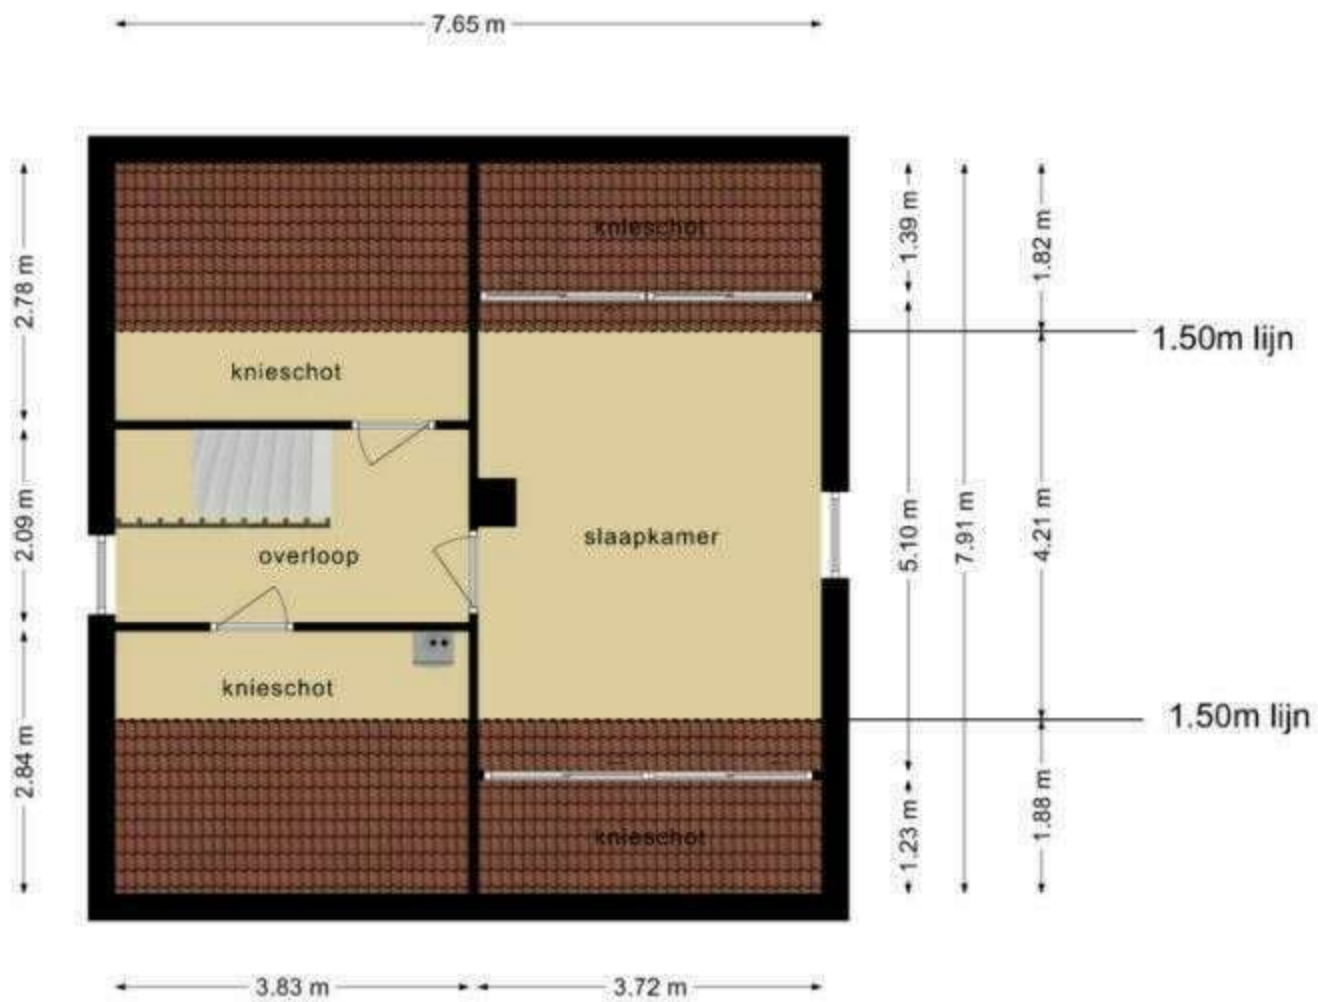 7.65 m
knieschot
1.39 m
1.82 m
2.78 m
1.50m lijn
knieschot
2.09 m
overloop
slaapkamer
5.10 m
7.91 m
4.21 m
knieschot
1.50m lijn
2.84 m
knieschot
1.23 m
1.88 m
3.83 m
3.72 m